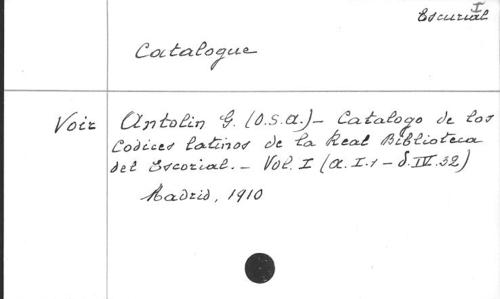 I
Escurial
Catalogue
Voir Antolin G. (O.S.A.) – Catalogo de los
Codices latinos de la Real Biblioteca
del Escorial. – Vol. I (a.I.1 – d.IV.32)
Madrid, 1910